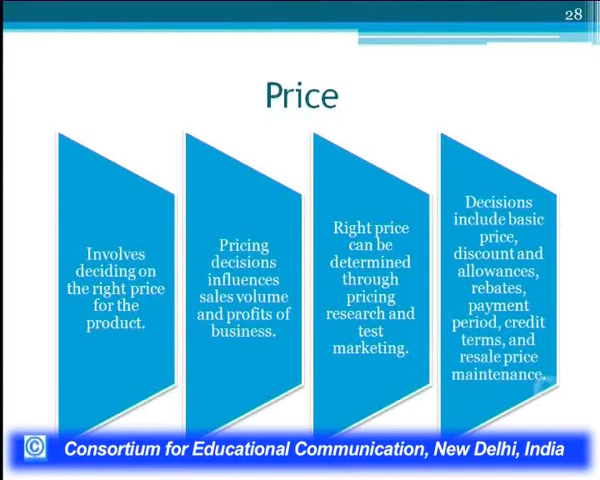 28
Price
Involves
deciding on
the right price
for the
product.
Pricing
decisions
influences
sales volume
and profits of
business.
Right price
can be
determined
through
pricing
research and
test
marketing.
Decisions
include basic
price,
discount and
allowances,
rebates,
payment
period, credit
terms, and
resale price
maintenance.
© Consortium for Educational Communication, New Delhi, India